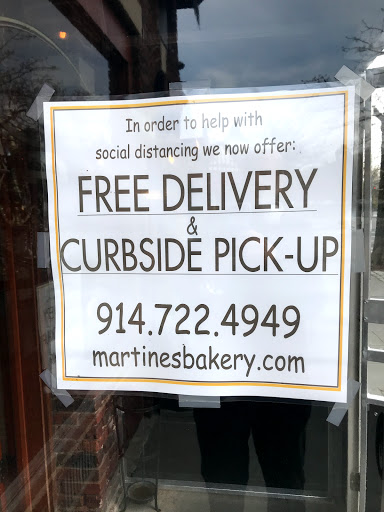 In order to help with
social distancing we now offer:
FREE DELIVERY
&
CURBSIDE PICK-UP
914.722.4949
martinesbakery.com